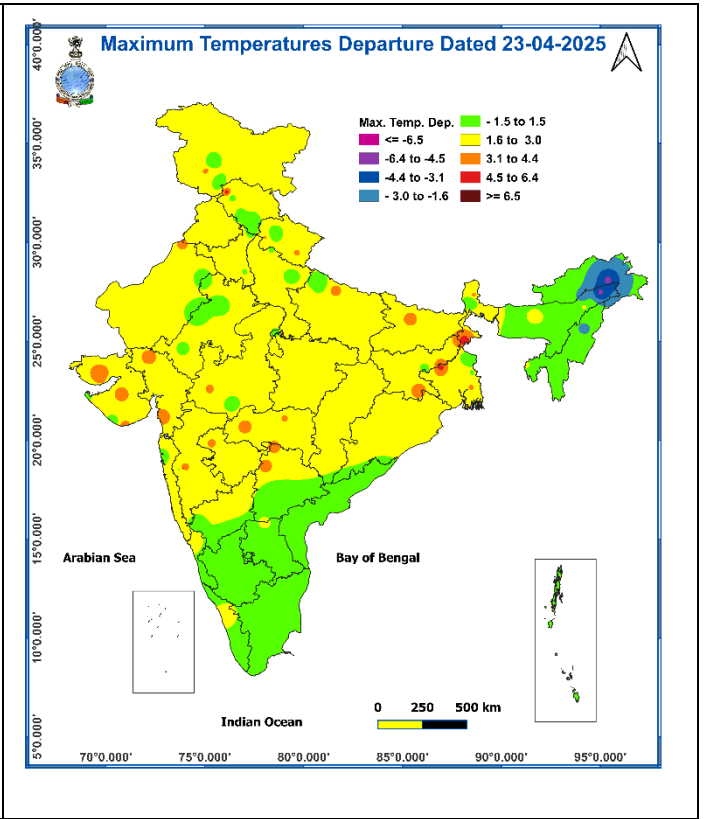 Maximum Temperatures Departure Dated 23-04-2025
40°0.000'
35°0.000'
30°0.000'
25°0.000'
20°0.000'
15°0.000'
10°0.000'
5°0.000'
Max. Temp. Dep.
<= -6.5
-6.4 to -4.5
-4.4 to -3.1
- 3.0 to -1.6
- 1.5 to 1.5
1.6 to 3.0
3.1 to 4.4
4.5 to 6.4
>= 6.5
Arabian Sea
Bay of Bengal
Indian Ocean
0 250 500 km
70°0.000' 75°0.000' 80°0.000' 85°0.000' 90°0.000' 95°0.000'